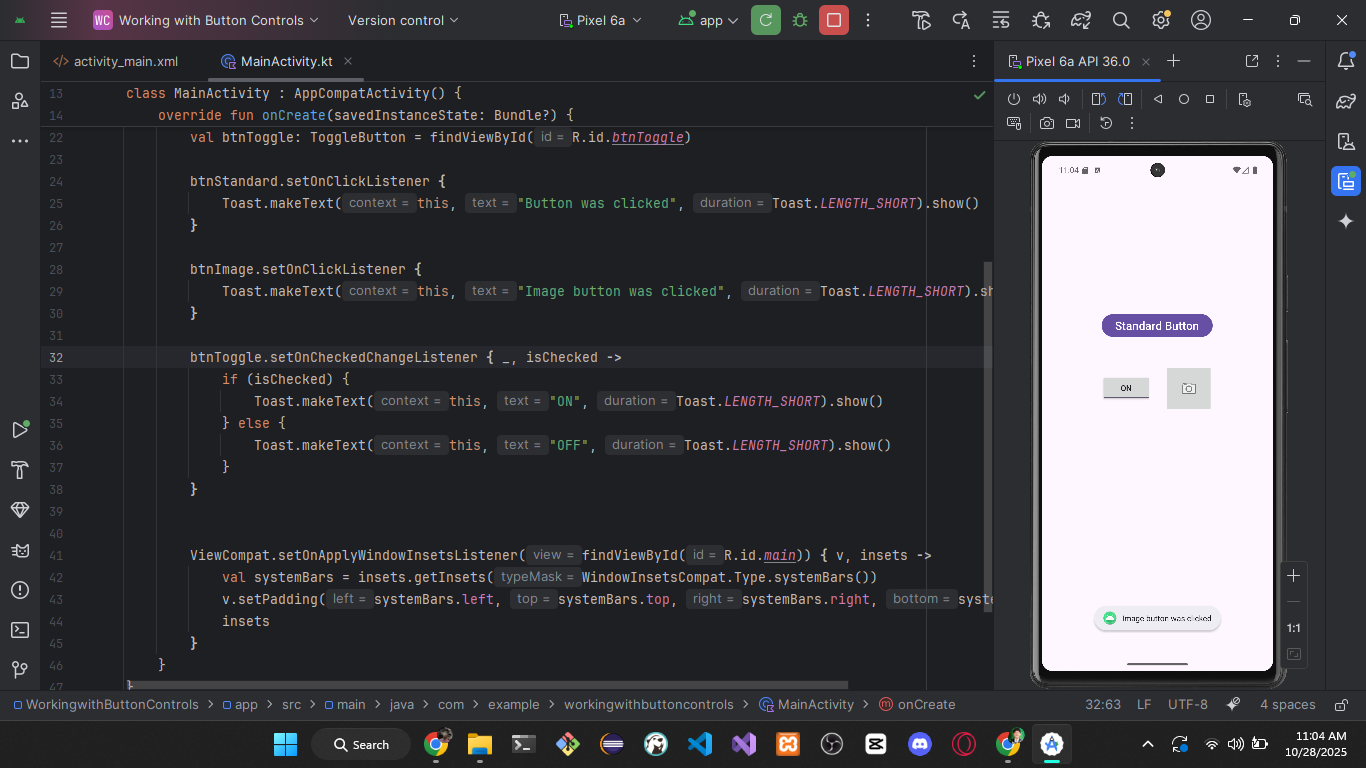 WC Working with Button Controls Version control Pixel 6a app
activity_main.xml MainActivity.kt Pixel 6a API 36.0
13 class MainActivity : AppCompatActivity() {
14 override fun onCreate(savedInstanceState: Bundle?) {
22 val btnToggle: ToggleButton = findViewById( id = R.id.btnToggle)
23
24 btnStandard.setOnClickListener {
25 Toast.makeText( context = this, text = "Button was clicked", duration = Toast.LENGTH_SHORT).show()
26 }
27
28 btnImage.setOnClickListener {
29 Toast.makeText( context = this, text = "Image button was clicked", duration = Toast.LENGTH_SHORT).sh
30 }
31
32 btnToggle.setOnCheckedChangeListener { _, isChecked ->
33 if (isChecked) {
34 Toast.makeText( context = this, text = "ON", duration = Toast.LENGTH_SHORT).show()
35 } else {
36 Toast.makeText( context = this, text = "OFF", duration = Toast.LENGTH_SHORT).show()
37 }
38 }
39
40
41 ViewCompat.setOnApplyWindowInsetsListener( view = findViewById( id = R.id.main)) { v, insets ->
42 val systemBars = insets.getInsets( typeMask = WindowInsetsCompat.Type.systemBars())
43 v.setPadding( left = systemBars.left, top = systemBars.top, right = systemBars.right, bottom = syste
44 insets
45 }
46 }
47 }
11:04
Standard Button
ON
Image button was clicked
1:1
WorkingwithButtonControls > app > src > main > java > com > example > workingwithbuttoncontrols > MainActivity > onCreate 32:63 LF UTF-8 4 spaces
Search
11:04 AM
10/28/2025